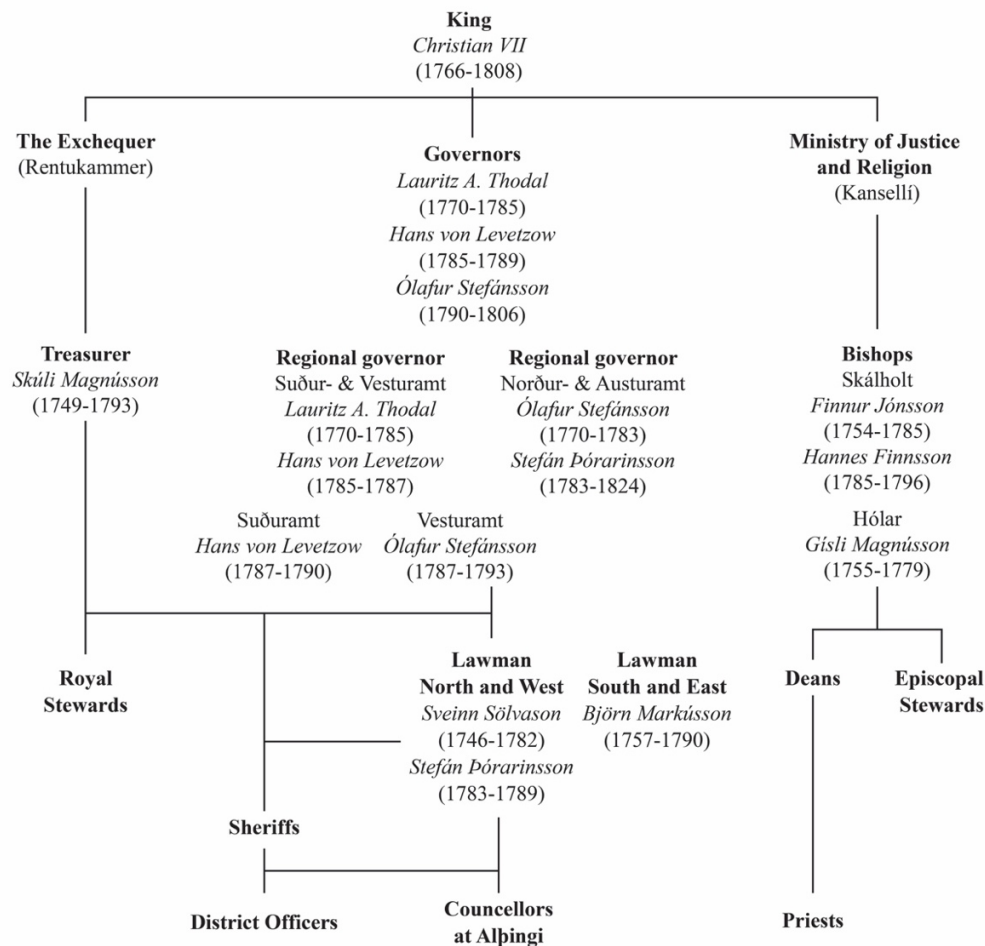 King
Christian VII
(1766-1808)
The Exchequer
(Rentukammer)
Governors
Lauritz A. Thodal
(1770-1785)
Hans von Levetzow
(1785-1789)
Ólafur Stefánsson
(1790-1806)
Ministry of Justice
and Religion
(Kansellí)
Treasurer
Skúli Magnússon
(1749-1793)
Regional governor
Suður- & Vesturamt
Lauritz A. Thodal
(1770-1785)
Hans von Levetzow
(1785-1787)
Regional governor
Norður- & Austuramt
Ólafur Stefánsson
(1770-1783)
Stefán Þórarinsson
(1783-1824)
Bishops
Skálholt
Finnur Jónsson
(1754-1785)
Hannes Finnsson
(1785-1796)
Suðuramt
Hans von Levetzow
(1787-1790)
Vesturamt
Ólafur Stefánsson
(1787-1793)
Hólar
Gísli Magnússon
(1755-1779)
Royal
Stewards
Lawman
North and West
Sveinn Sölvason
(1746-1782)
Stefán Þórarinsson
(1783-1789)
Lawman
South and East
Björn Markússon
(1757-1790)
Deans
Episcopal
Stewards
Sheriffs
District Officers
Councellors
at Alþingi
Priests